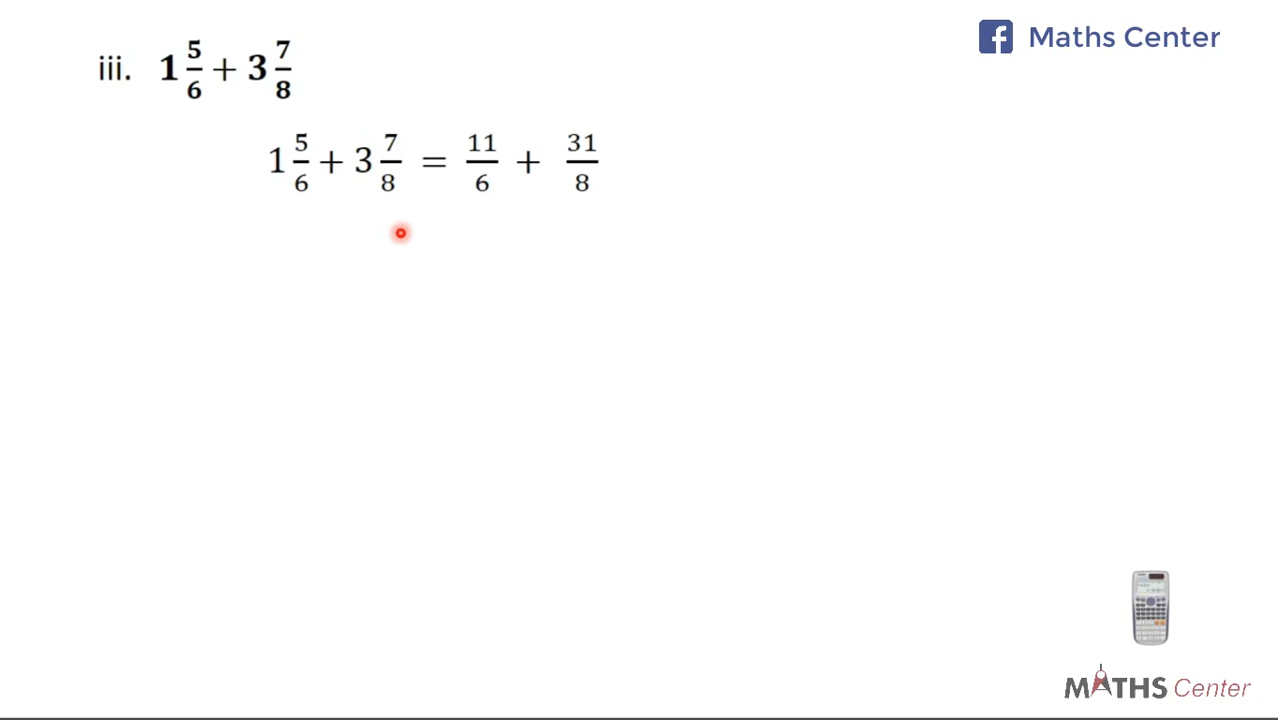 Maths Center
iii. 1 5/6 + 3 7/8
1 5/6 + 3 7/8 = 11/6 + 31/8
MATHS Center